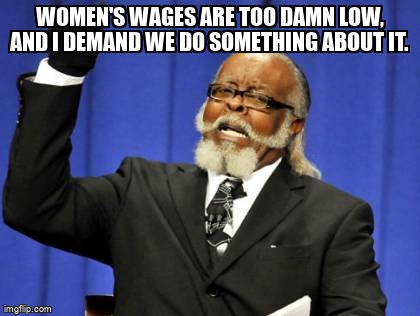 WOMEN'S WAGES ARE TOO DAMN LOW,
AND I DEMAND WE DO SOMETHING ABOUT IT.
imgflip.com